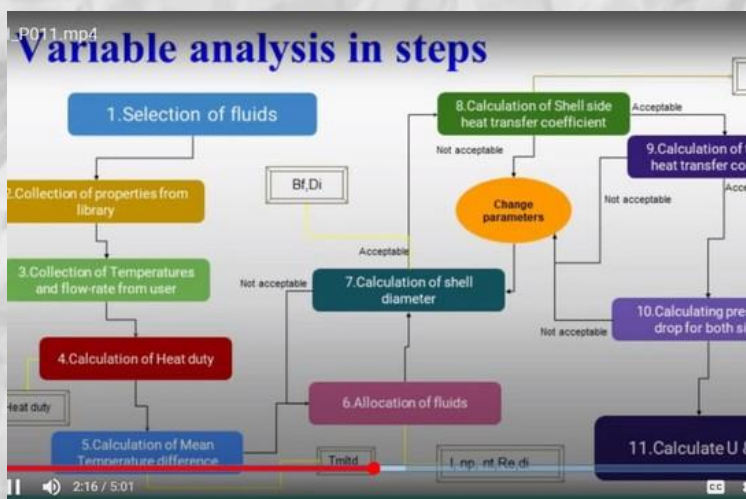 I_P011.mp4
Variable analysis in steps
1.Selection of fluids
2.Collection of properties from
library
3.Collection of Temperatures
and flow-rate from user
4.Calculation of Heat duty
Heat duty
5.Calculation of Mean
Temperature difference
Tmltd
6.Allocation of fluids
l, np, nt,Re,di
Not acceptable
7.Calculation of shell
diameter
Acceptable
Bf,Di
8.Calculation of Shell side
heat transfer coefficient
Acceptable
Not acceptable
Change
parameters
9.Calculation of
heat transfer co
Not acceptable
Acce
10.Calculating pre
drop for both si
Not acceptable
11.Calculate U &
2:16 / 5:01
CC